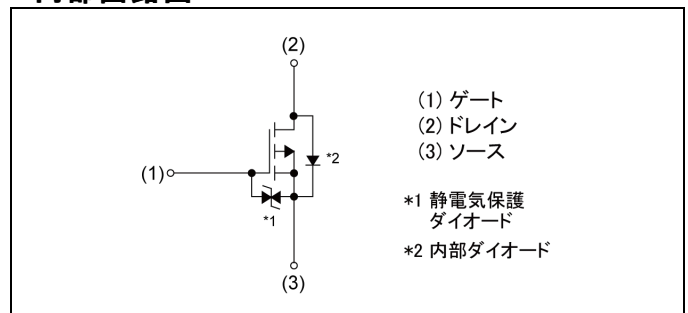 (2)
(1)
*2
*1
(3)
(1) ゲート
(2) ドレイン
(3) ソース
*1 静電気保護
ダイオード
*2 内部ダイオード